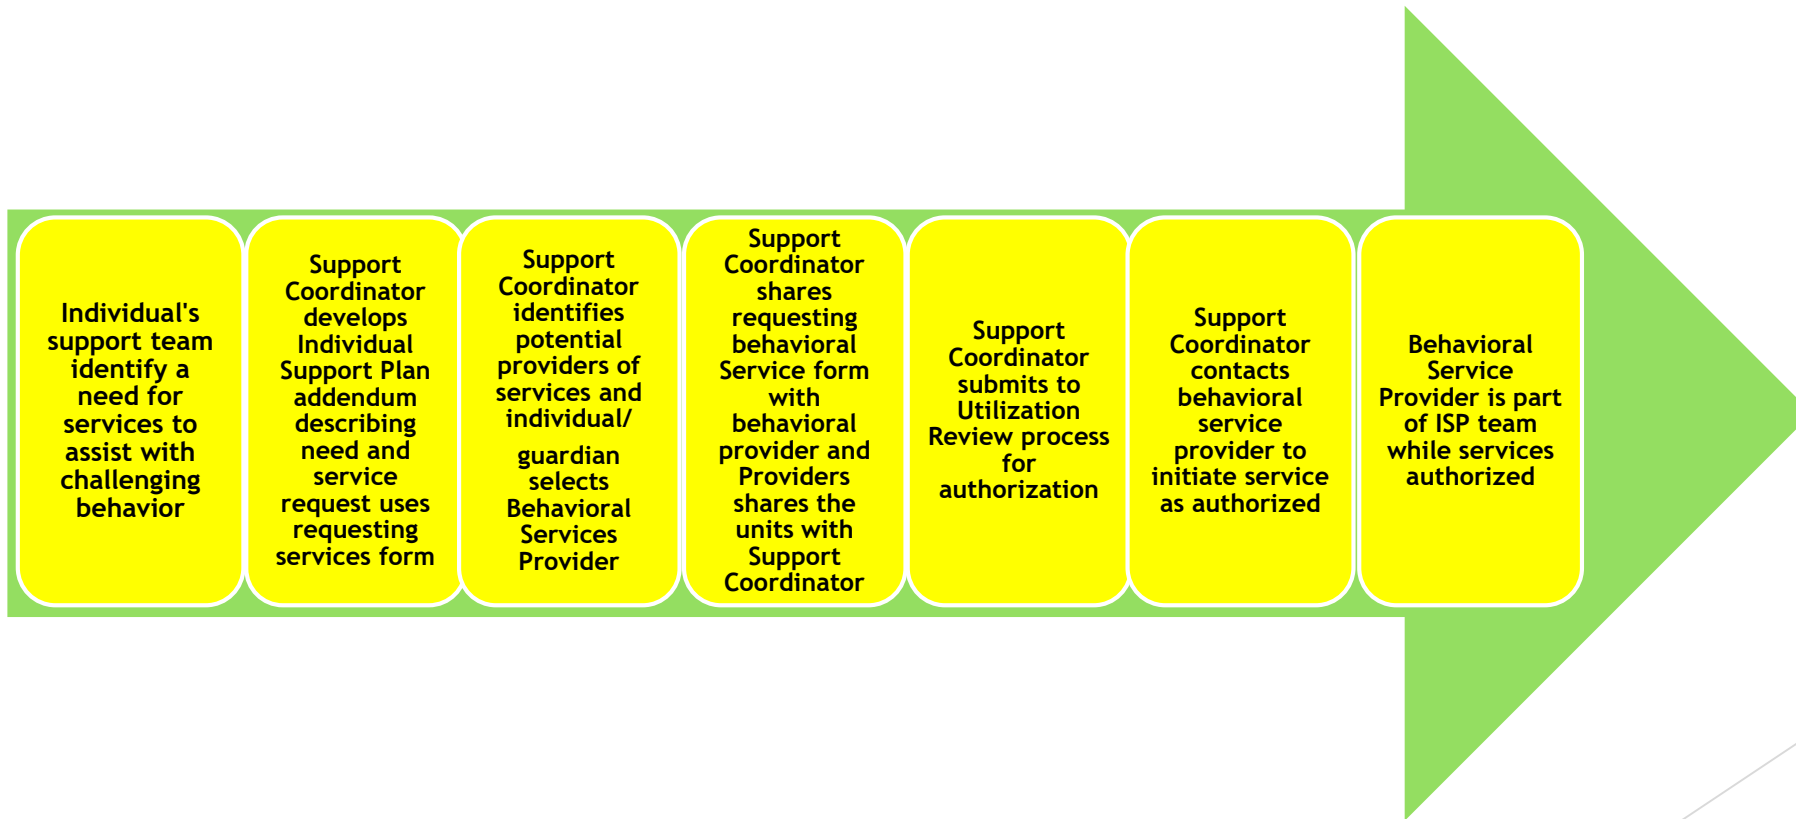 Individual's
support team
identify a
need for
services to
assist with
challenging
behavior
Support
Coordinator
develops
Individual
Support Plan
addendum
describing
need and
service
request uses
requesting
services form
Support
Coordinator
identifies
potential
providers of
services and
individual/
guardian
selects
Behavioral
Services
Provider
Support
Coordinator
shares
requesting
behavioral
Service form
with
behavioral
provider and
Providers
shares the
units with
Support
Coordinator
Support
Coordinator
submits to
Utilization
Review process
for
authorization
Support
Coordinator
contacts
behavioral
service
provider to
initiate service
as authorized
Behavioral
Service
Provider is part
of ISP team
while services
authorized